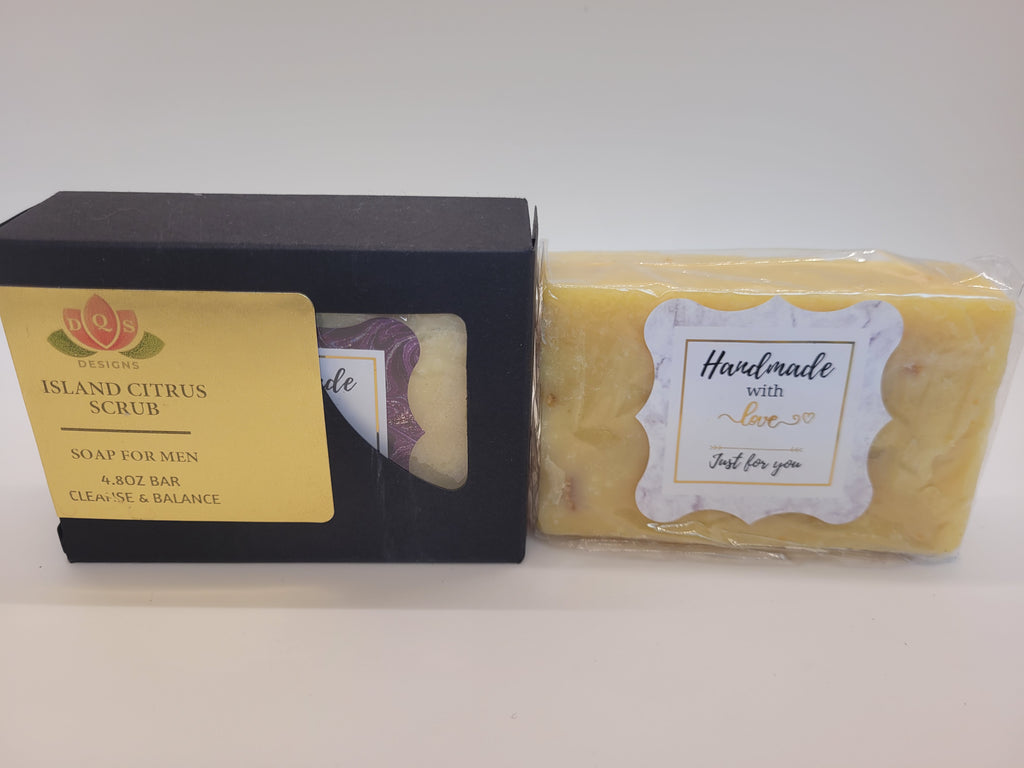 DQS
DESIGNS
ISLAND CITRUS
SCRUB
SOAP FOR MEN
4.8OZ BAR
CLEANSE & BALANCE
de
Handmade
with
love
Just for you